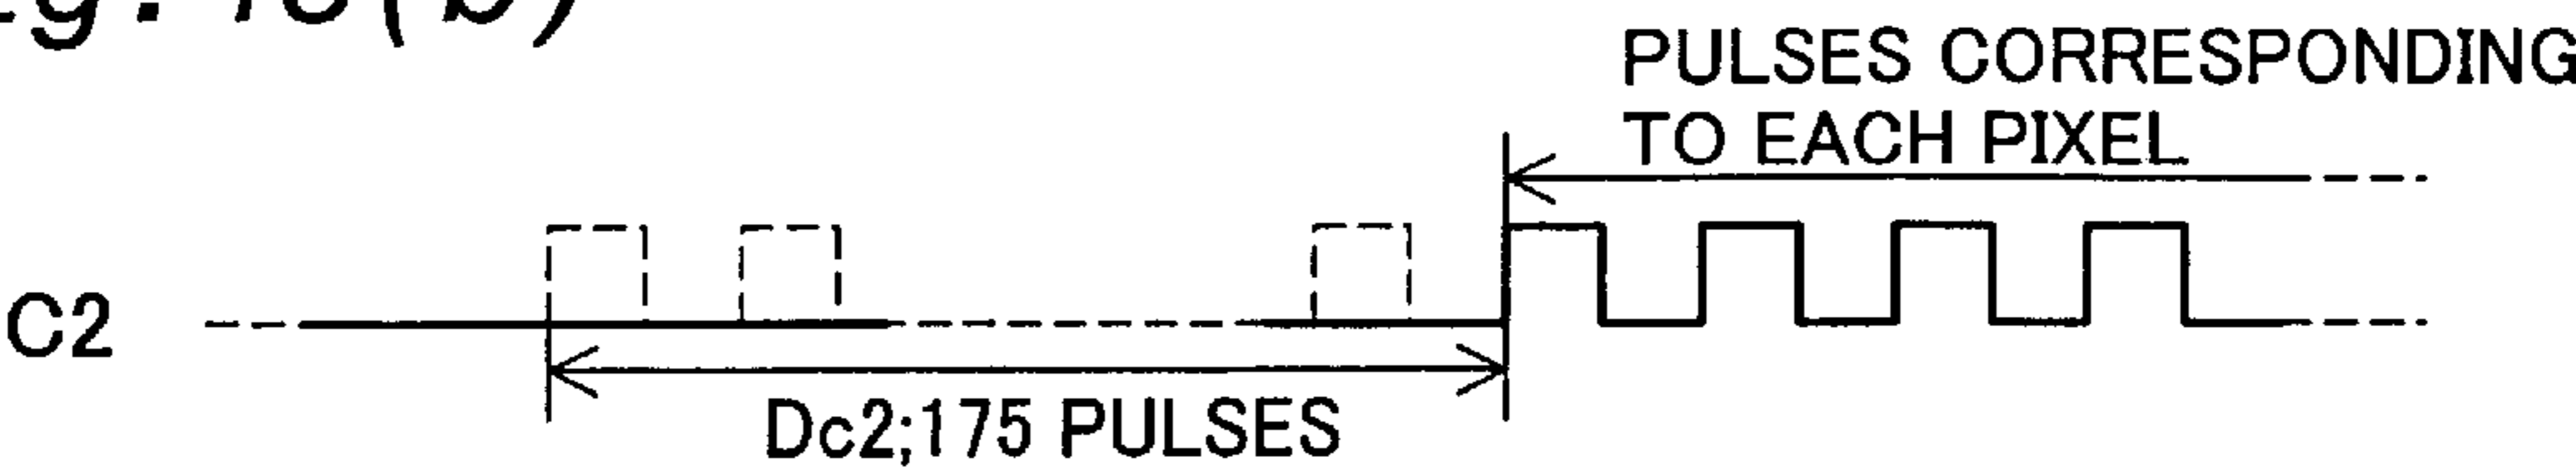 PULSES CORRESPONDING
TO EACH PIXEL
C2
Dc2;175 PULSES